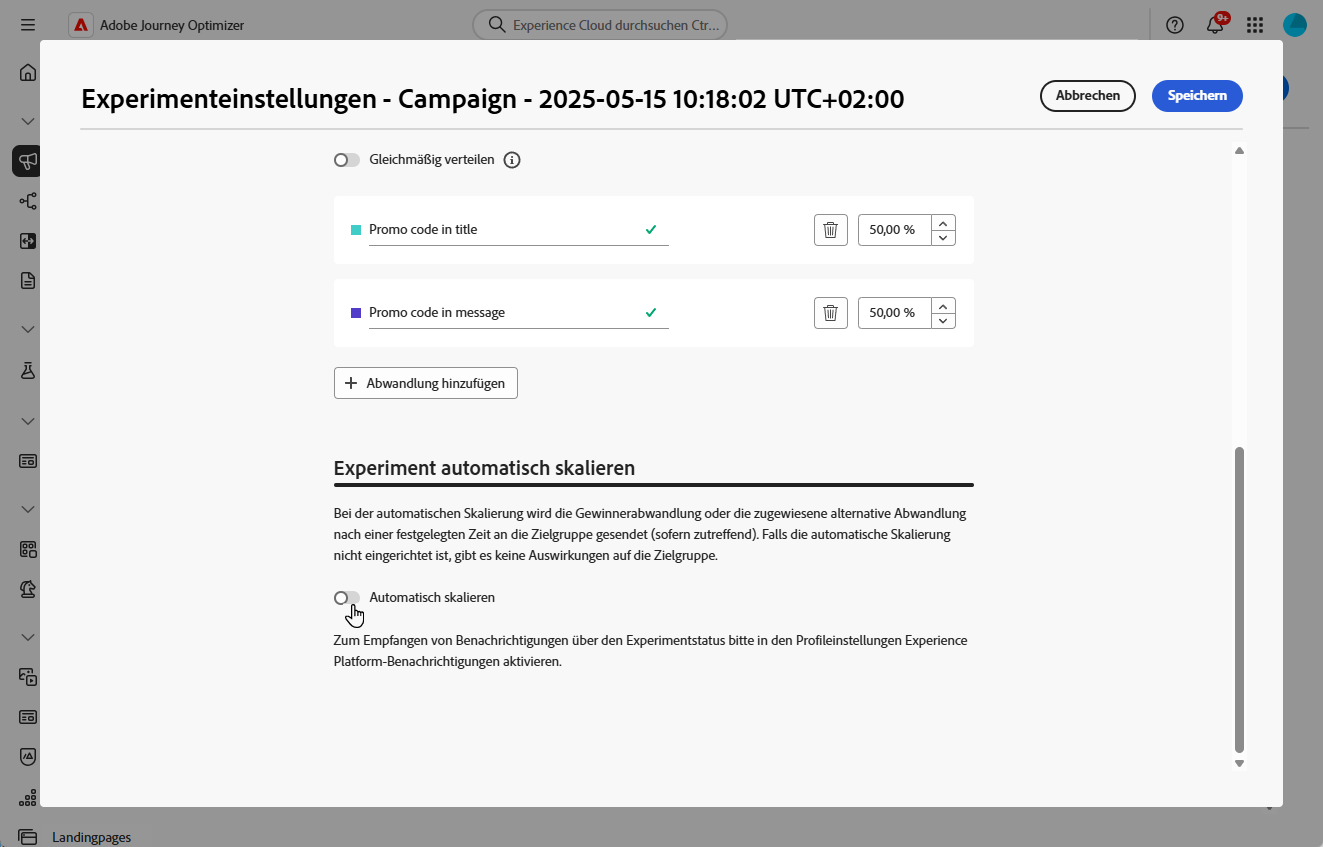 Adobe Journey Optimizer
Experience Cloud durchsuchen Ctr...
9+
Experimenteinstellungen - Campaign - 2025-05-15 10:18:02 UTC+02:00
Abbrechen
Speichern
Gleichmäßig verteilen
Promo code in title
50,00 %
Promo code in message
50,00 %
Abwandlung hinzufügen
Experiment automatisch skalieren
Bei der automatischen Skalierung wird die Gewinnerabwandlung oder die zugewiesene alternative Abwandlung
nach einer festgelegten Zeit an die Zielgruppe gesendet (sofern zutreffend). Falls die automatische Skalierung
nicht eingerichtet ist, gibt es keine Auswirkungen auf die Zielgruppe.
Automatisch skalieren
Zum Empfangen von Benachrichtigungen über den Experimentstatus bitte in den Profileinstellungen Experience
Platform-Benachrichtigungen aktivieren.
Landingpages